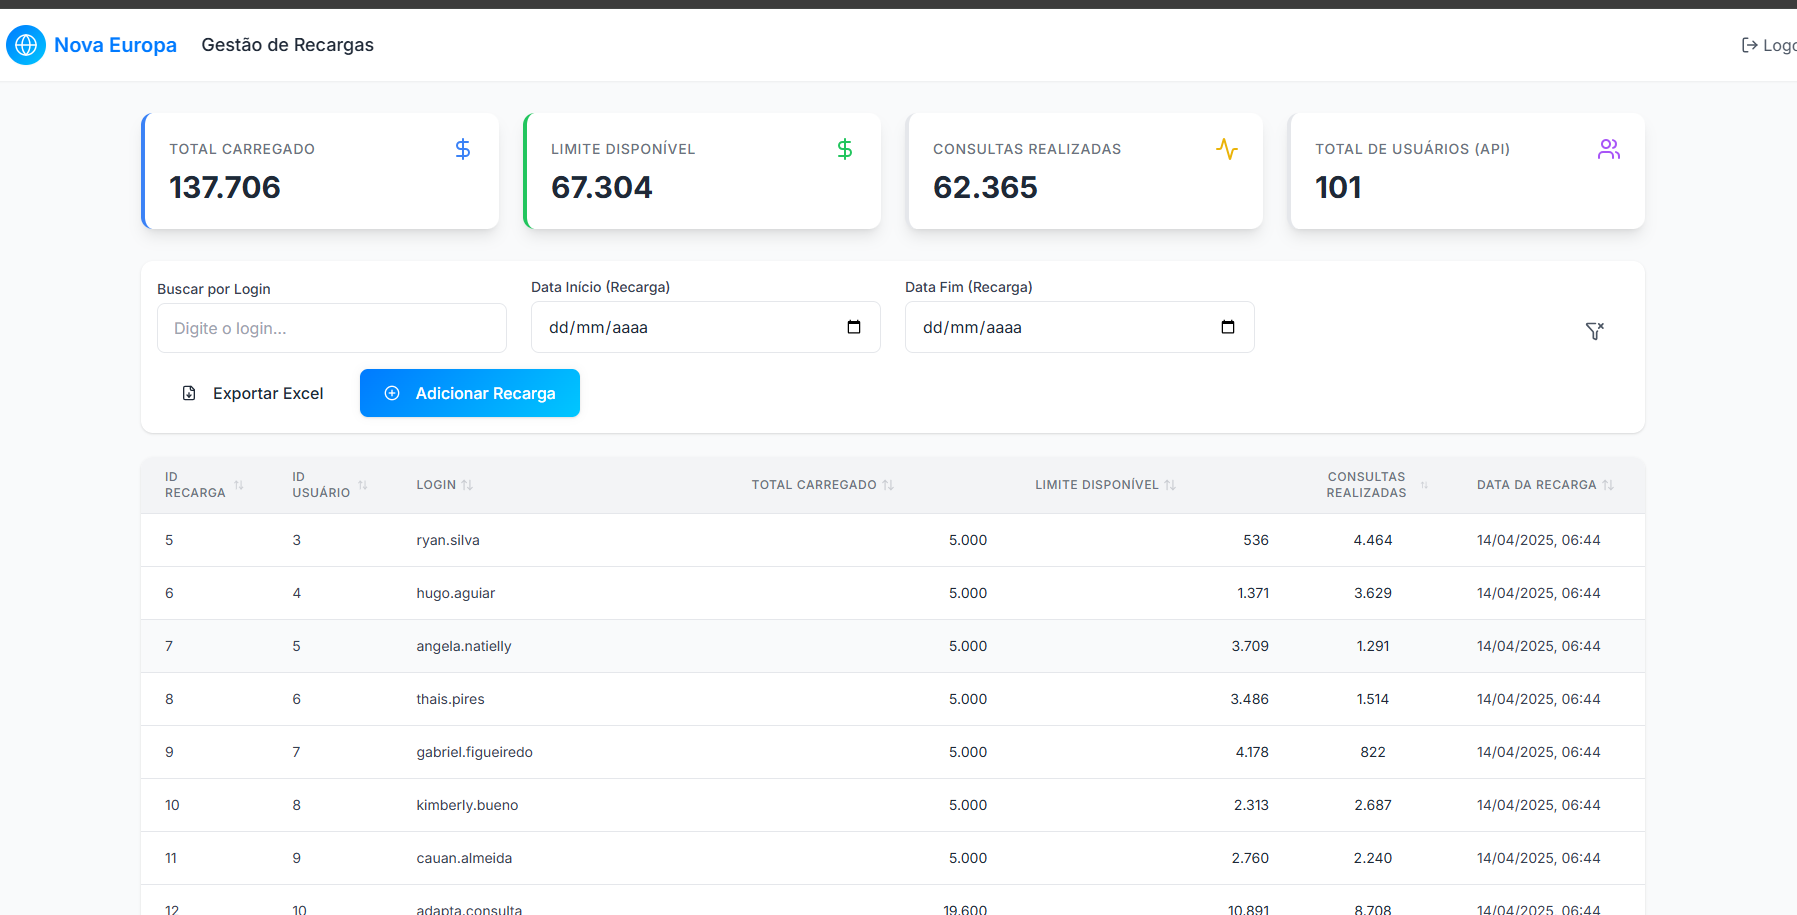 Nova Europa
Gestão de Recargas
TOTAL CARREGADO
137.706
LIMITE DISPONÍVEL
67.304
CONSULTAS REALIZADAS
62.365
TOTAL DE USUÁRIOS (API)
101
Buscar por Login
Digite o login...
Data Início (Recarga)
dd/mm/aaaa
Data Fim (Recarga)
dd/mm/aaaa
Exportar Excel
Adicionar Recarga
ID RECARGA ID USUÁRIO LOGIN TOTAL CARREGADO LIMITE DISPONÍVEL CONSULTAS REALIZADAS DATA DA RECARGA
5 3 ryan.silva 5.000 536 4.464 14/04/2025, 06:44
6 4 hugo.aguiar 5.000 1.371 3.629 14/04/2025, 06:44
7 5 angela.natielly 5.000 3.709 1.291 14/04/2025, 06:44
8 6 thais.pires 5.000 3.486 1.514 14/04/2025, 06:44
9 7 gabriel.figueiredo 5.000 4.178 822 14/04/2025, 06:44
10 8 kimberly.bueno 5.000 2.313 2.687 14/04/2025, 06:44
11 9 cauan.almeida 5.000 2.760 2.240 14/04/2025, 06:44
12 10 adapta.consulta 19.600 10.891 8.708 14/04/2025, 06:44